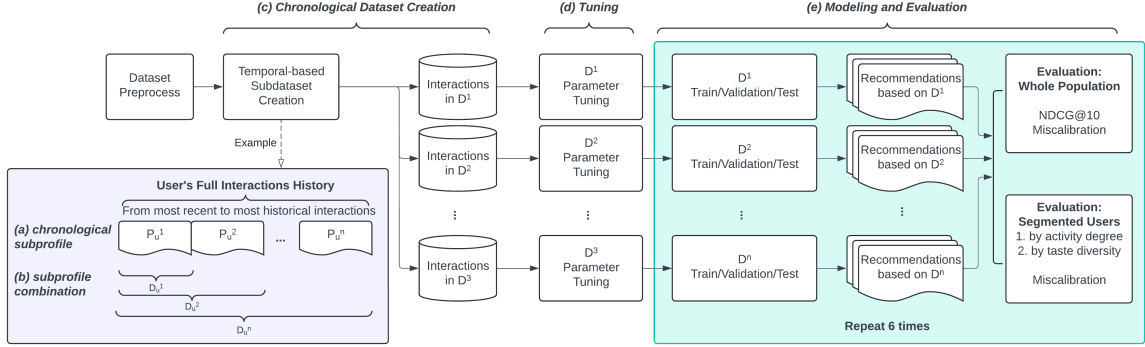 (c) Chronological Dataset Creation
(d) Tuning
(e) Modeling and Evaluation
Dataset
Preprocess
Temporal-based
Subdataset
Creation
Example
Interactions
in D¹
Interactions
in D²
⋮
Interactions
in D³
D¹
Parameter
Tuning
D²
Parameter
Tuning
⋮
D³
Parameter
Tuning
D¹
Train/Validation/Test
D²
Train/Validation/Test
⋮
Dⁿ
Train/Validation/Test
Recommendations
based on D¹
Recommendations
based on D²
⋮
Recommendations
based on Dⁿ
Repeat 6 times
Evaluation:
Whole Population
NDCG@10
Miscalibration
Evaluation:
Segmented Users
1. by activity degree
2. by taste diversity
Miscalibration
User's Full Interactions History
From most recent to most historical interactions
(a) chronological
subprofile
Pᵤ¹
Pᵤ²
...
Pᵤⁿ
(b) subprofile
combination
Dᵤ¹
Dᵤ²
Dᵤⁿ